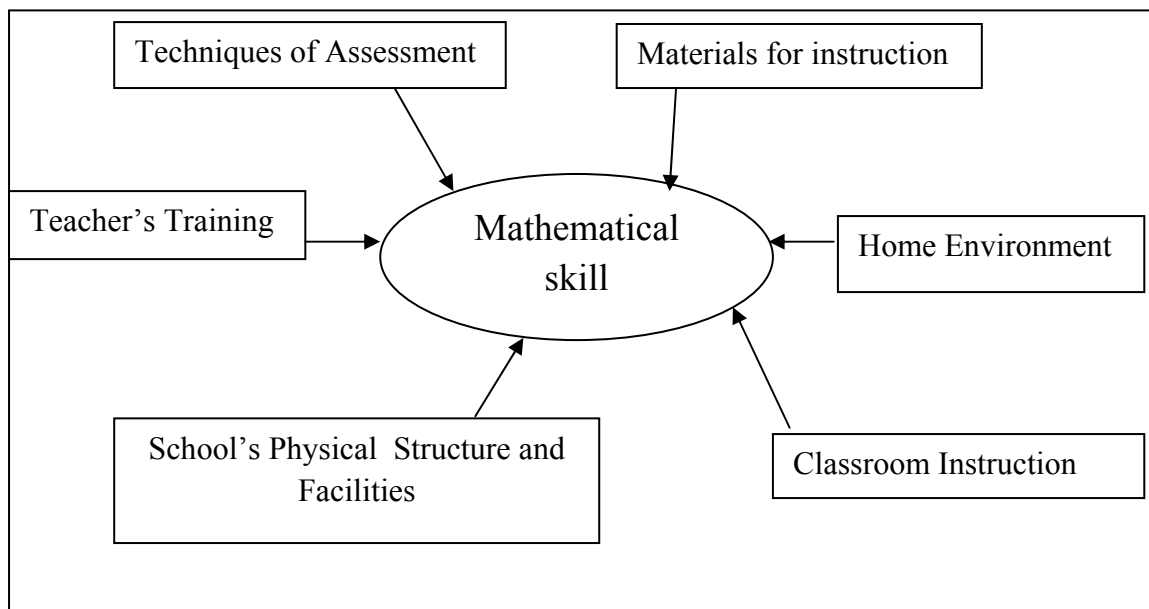 Techniques of Assessment
Materials for instruction
Teacher’s Training
Mathematical
skill
Home Environment
School’s Physical  Structure and
Facilities
Classroom Instruction